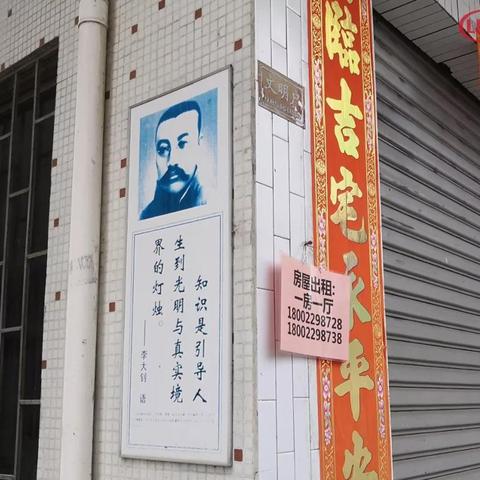 知识是引导人
生到光明与真实境
界的灯烛。
——李大钊 语
文明户
临吉宅永平安
房屋出租:
一房一厅
18002298728
18002298738